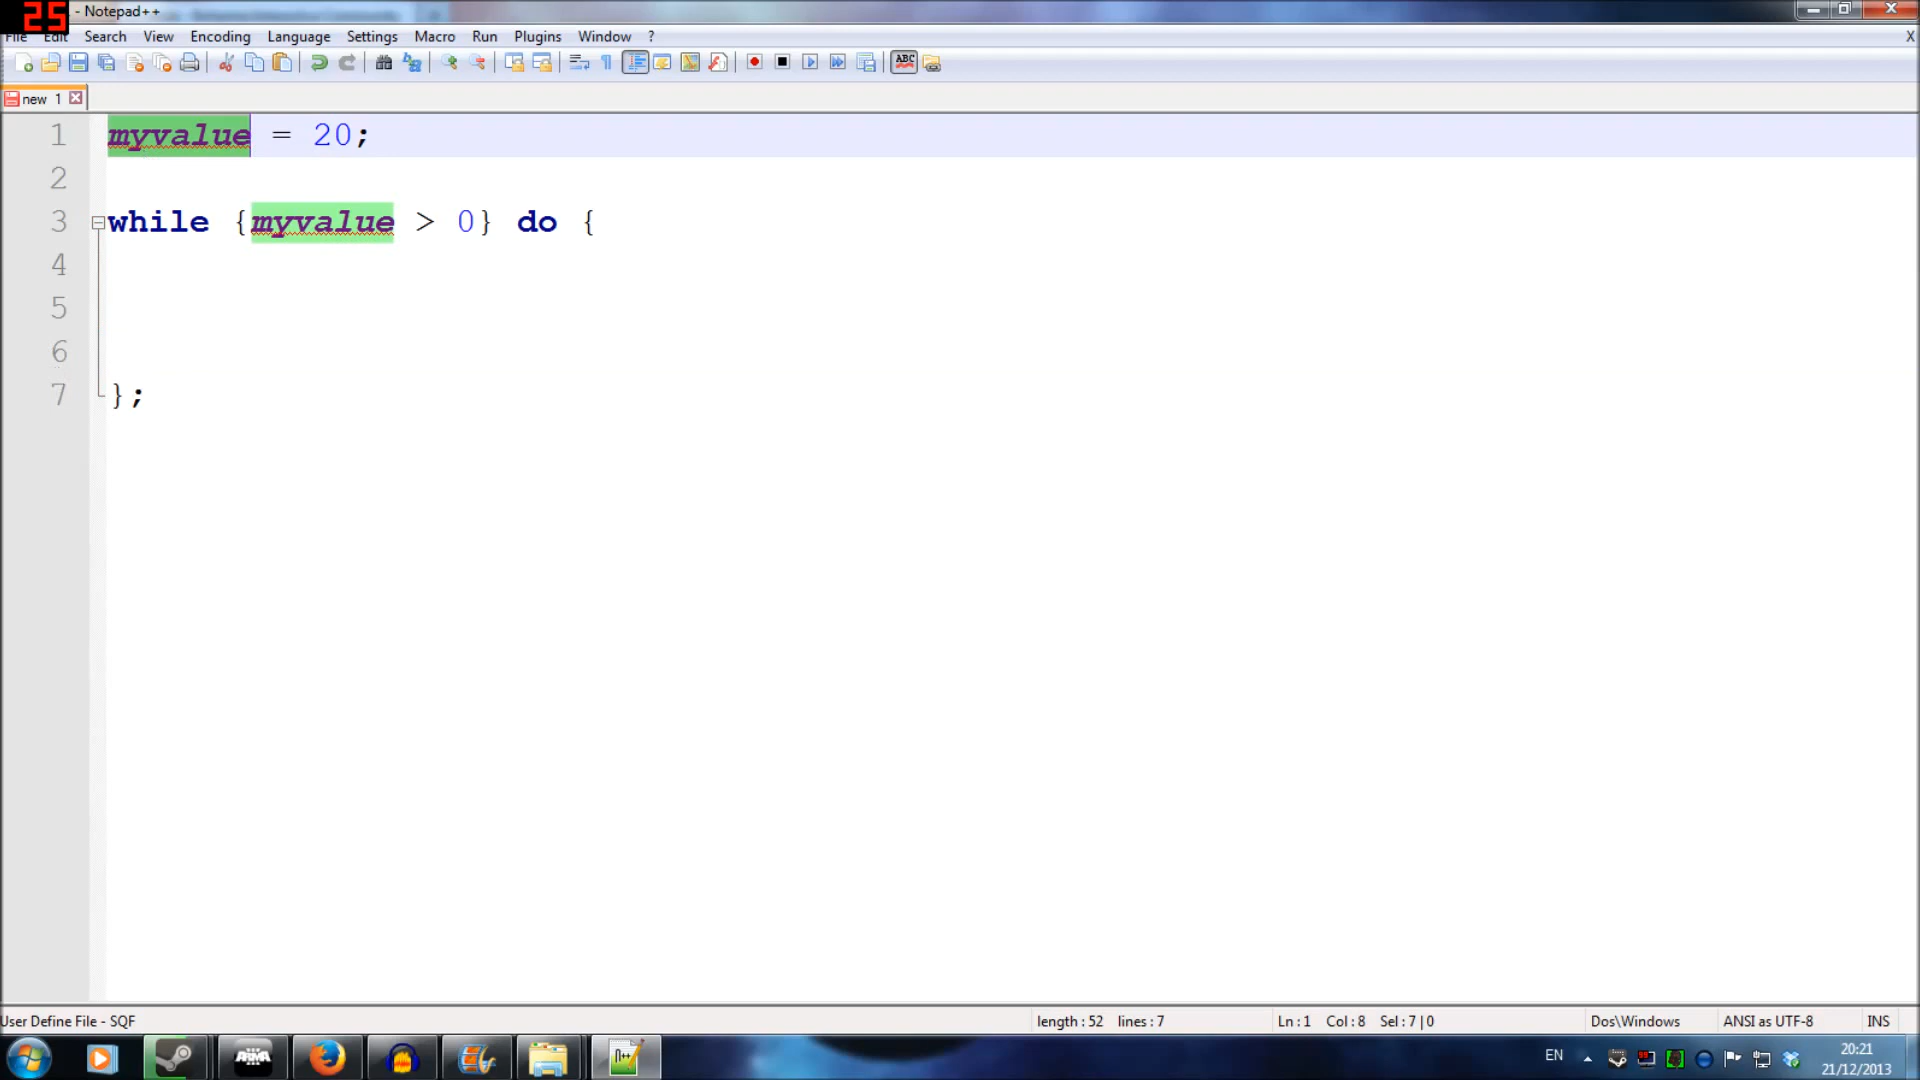 25 - Notepad++
File Edit Search View Encoding Language Settings Macro Run Plugins Window ? X
ABC
new 1
1 myvalue = 20;
2
3 while {myvalue > 0} do {
4
5
6
7 };
User Define File - SQF length : 52 lines : 7 Ln : 1 Col : 8 Sel : 7 | 0 Dos\Windows ANSI as UTF-8 INS
ARMA
n++
EN
20:21
21/12/2013